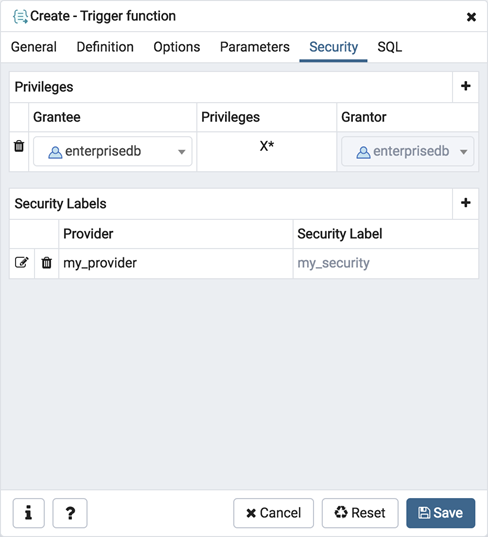 Create - Trigger function
General Definition Options Parameters Security SQL
Privileges
Grantee Privileges Grantor
enterprisedb X* enterprisedb
Security Labels
Provider Security Label
my_provider my_security
i ? Cancel Reset Save